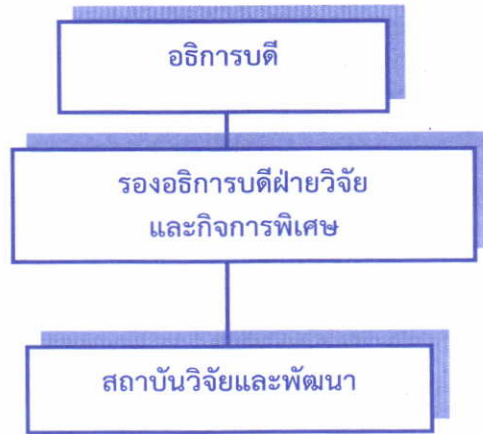 อธิการบดี
รองอธิการบดีฝ่ายวิจัย
และกิจการพิเศษ
สถาบันวิจัยและพัฒนา